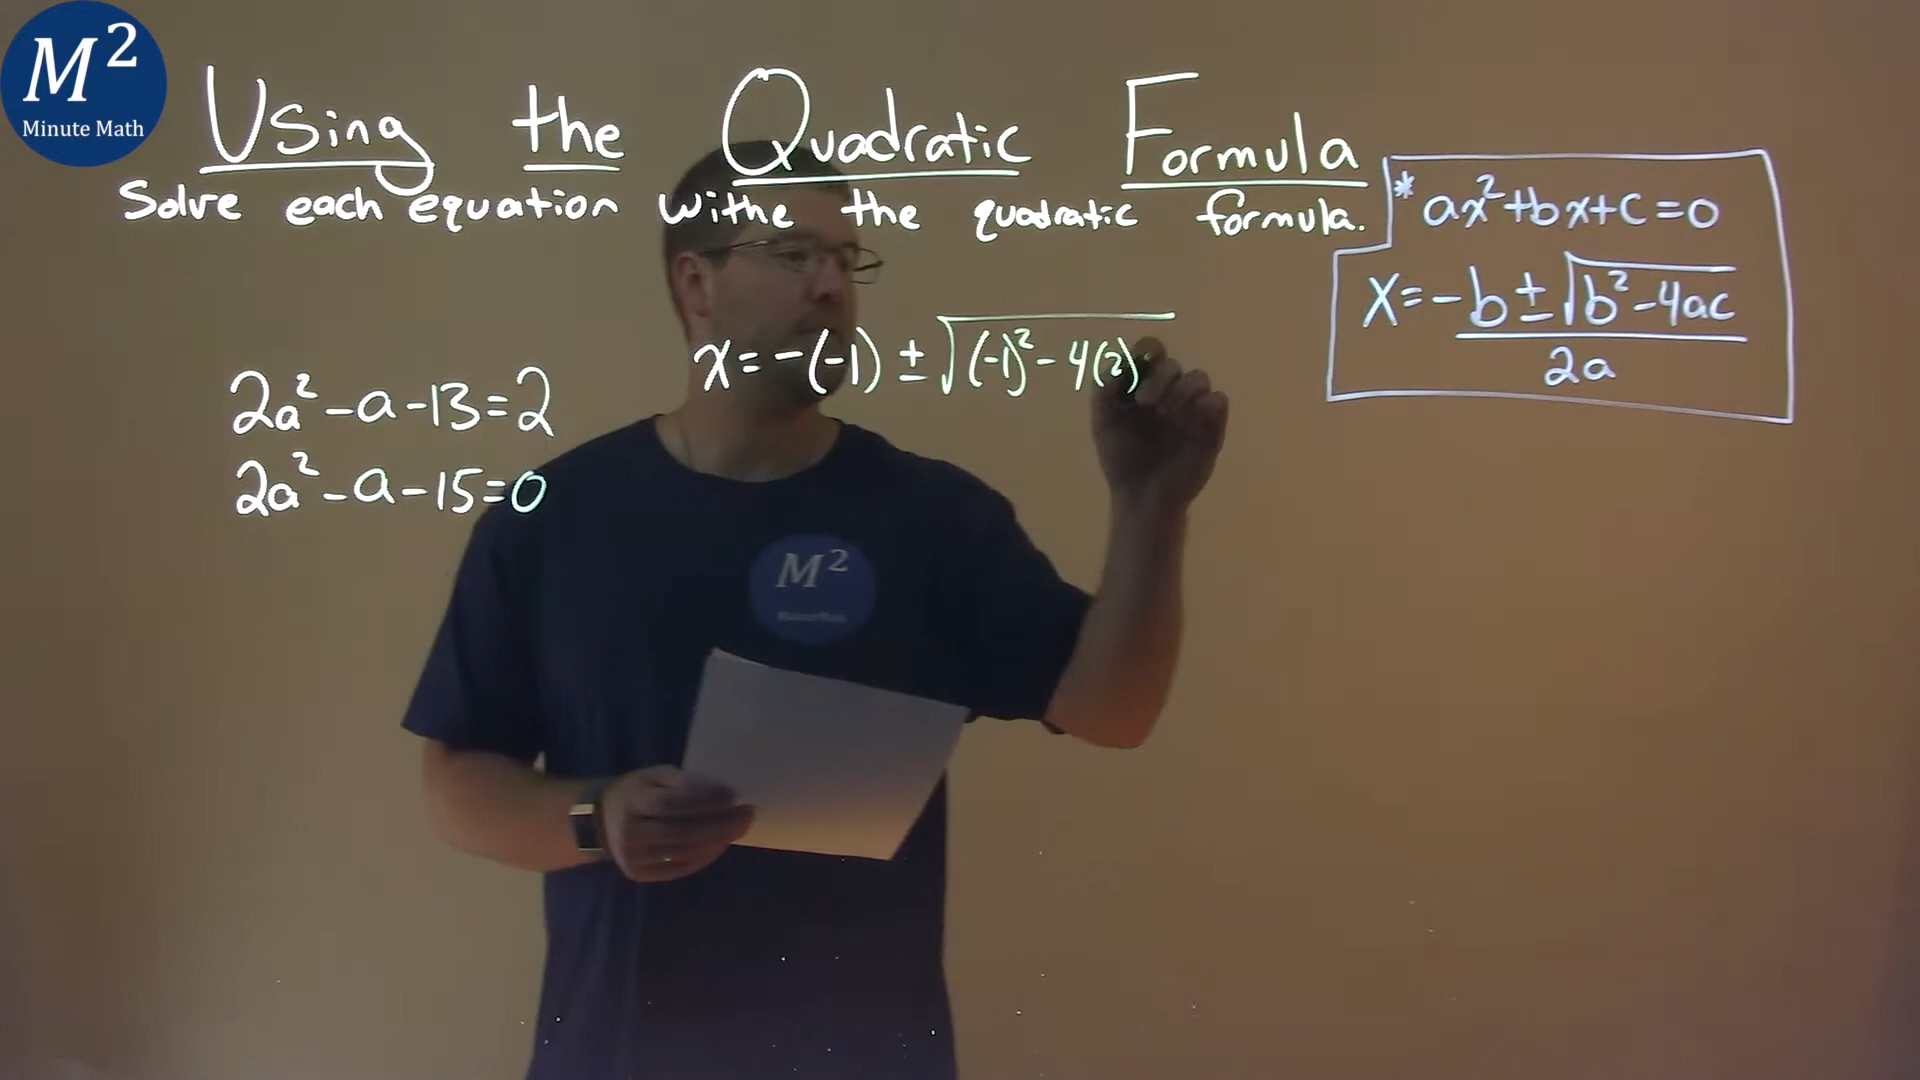 M²
Minute Math
Using the Quadratic Formula
Solve each equation withe the quadratic formula.
* ax²+bx+c=0
x=-b±√b²-4ac
2a
x=-(-1)±√(-1)²-4(2)
2a²-a-13=2
2a²-a-15=0
M²